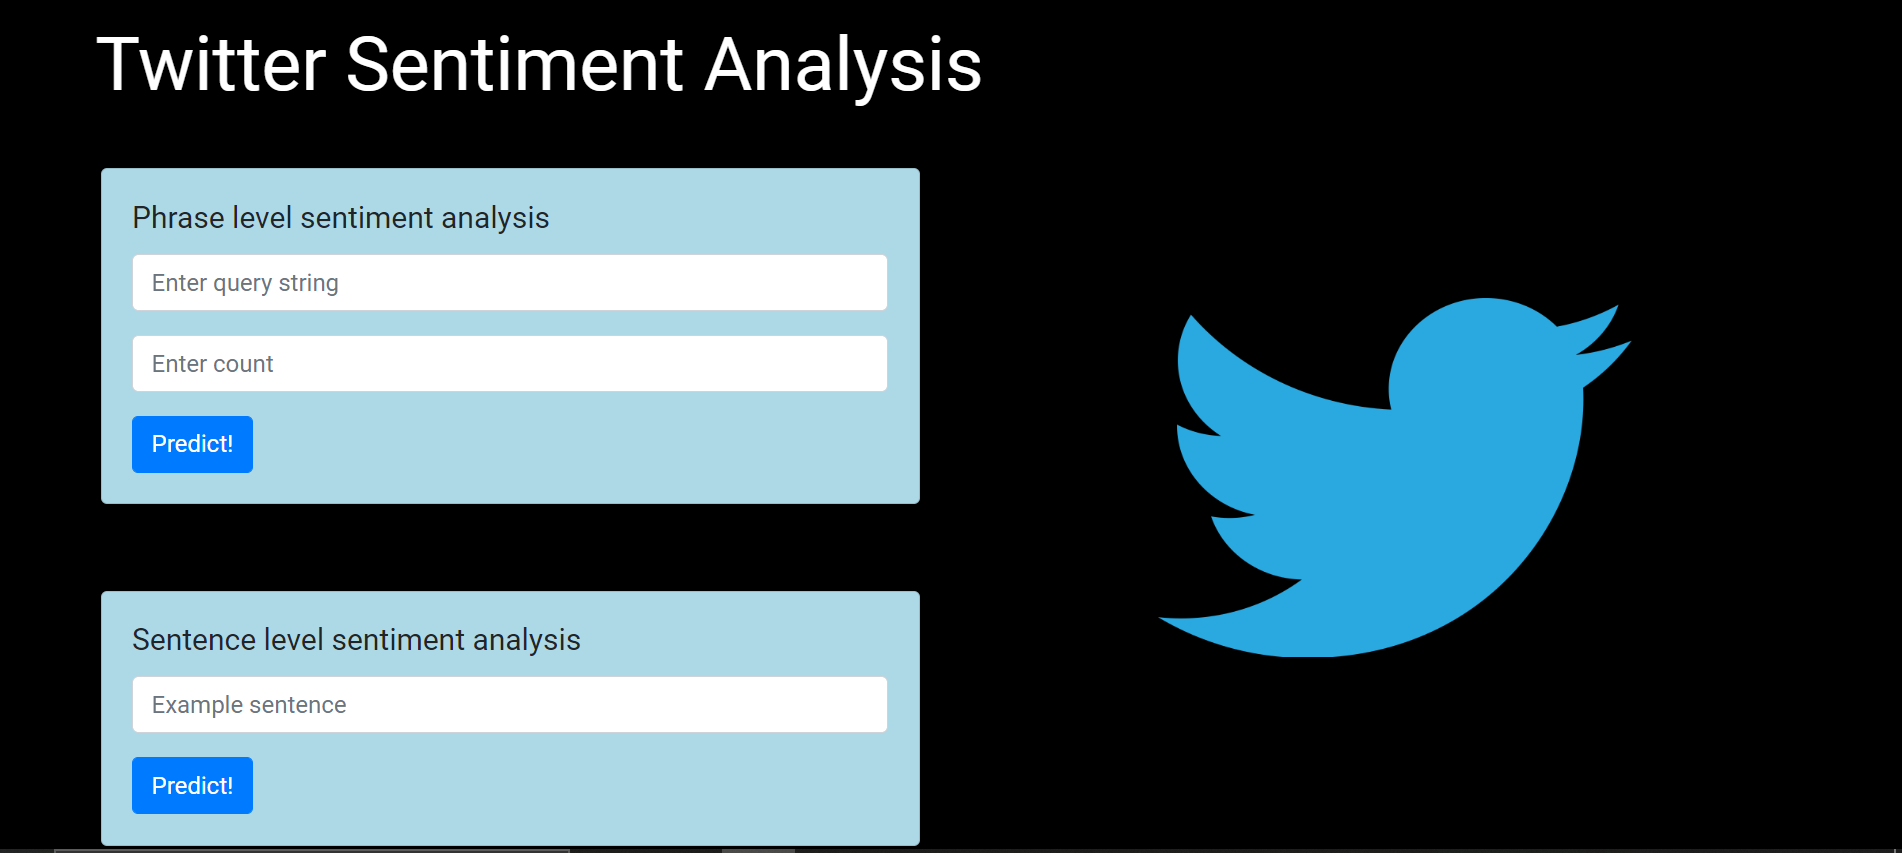 Twitter Sentiment Analysis
Phrase level sentiment analysis
Enter query string
Enter count
Predict!
Sentence level sentiment analysis
Example sentence
Predict!